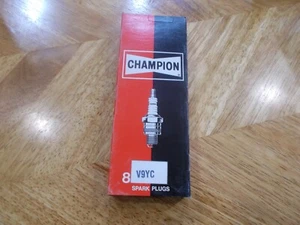 CHAMPION
8
V9YC
SPARK PLUGS